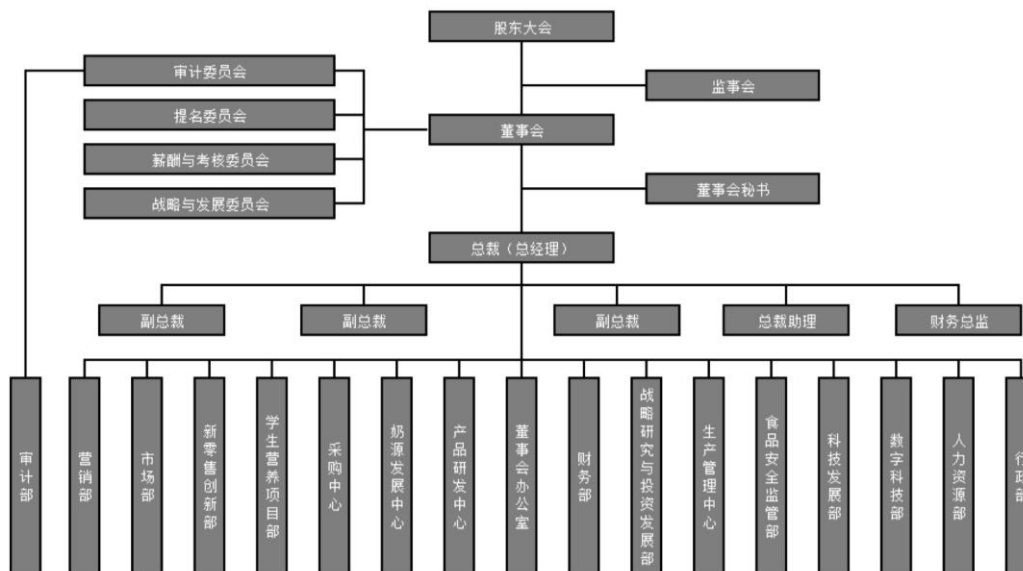 股东大会
审计委员会
监事会
提名委员会
董事会
薪酬与考核委员会
战略与发展委员会
董事会秘书
总裁（总经理）
副总裁
副总裁
副总裁
总裁助理
财务总监
审计部
营销部
市场部
新零售创新部
学生营养项目部
采购中心
奶源发展中心
产品研发中心
董事会办公室
财务部
战略研究与投资发展部
生产管理中心
食品安全监管部
科技发展部
数字科技部
人力资源部
行政部